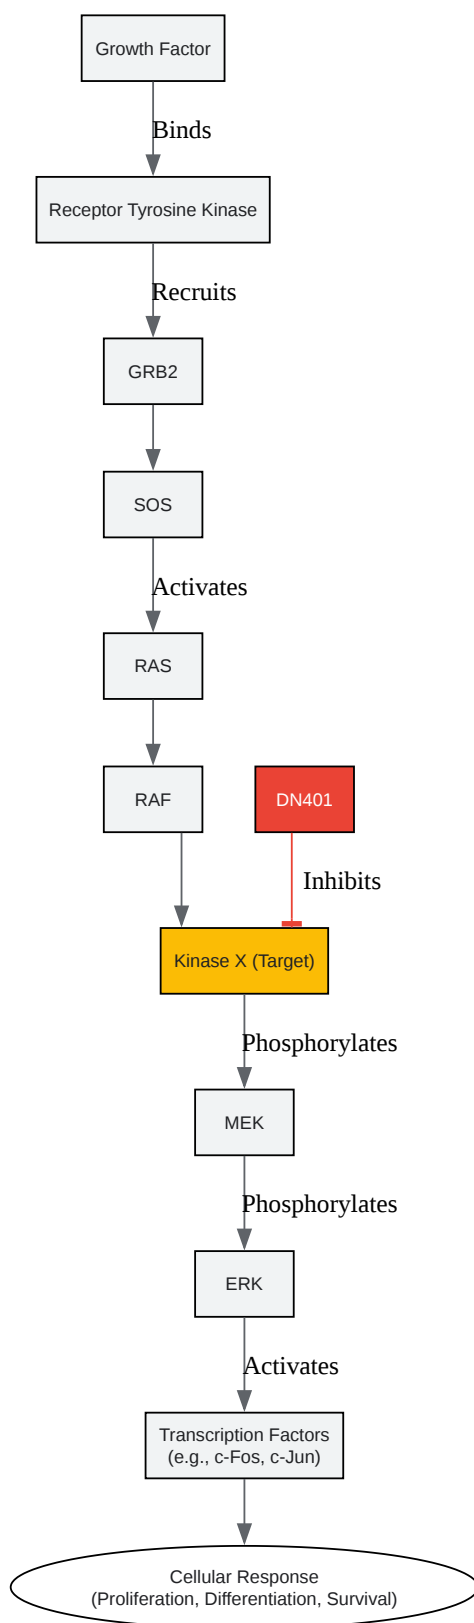 Growth Factor
Binds
Receptor Tyrosine Kinase
Recruits
GRB2
SOS
Activates
RAS
RAF
DN401
Inhibits
Kinase X (Target)
Phosphorylates
MEK
Phosphorylates
ERK
Activates
Transcription Factors
(e.g., c-Fos, c-Jun)
Cellular Response
(Proliferation, Differentiation, Survival)